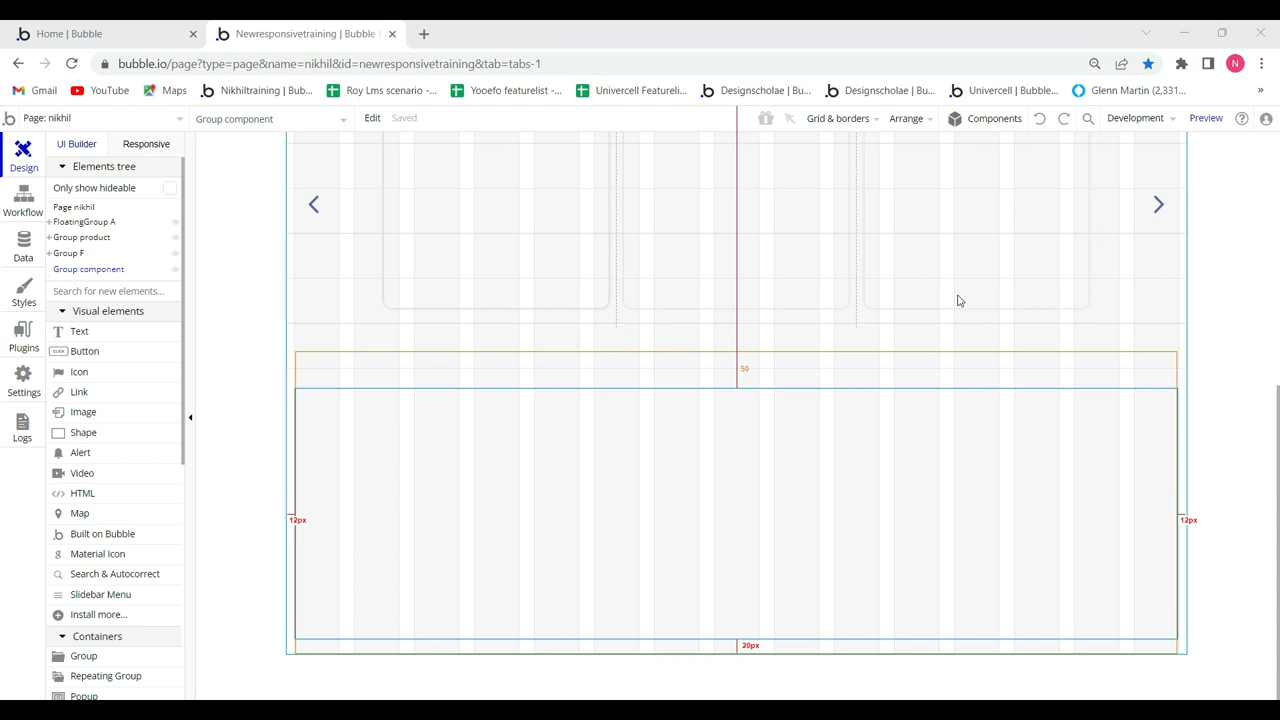 Home | Bubble
Newresponsivetraining | Bubble
bubble.io/page?type=page&name=nikhil&id=newresponsivetraining&tab=tabs-1
N
Gmail
YouTube
Maps
Nikhiltraining | Bub...
Roy Lms scenario -...
Yooefo featurelist -...
Univercell Featureli...
Designscholae | Bu...
Designscholae | Bu...
Univercell | Bubble...
Glenn Martin (2,331...
»
Page: nikhil
Group component
Edit
Saved
Grid & borders
Arrange
Components
Development
Preview
UI Builder
Responsive
Design
Workflow
Data
Styles
Plugins
Settings
Logs
Elements tree
Only show hideable
Page nikhil
FloatingGroup A
Group product
Group F
Group component
Search for new elements...
Visual elements
Text
CLICK Button
Icon
Link
Image
Shape
Alert
Video
HTML
Map
Built on Bubble
Material Icon
Search & Autocorrect
Slidebar Menu
Install more...
Containers
Group
Repeating Group
Popup
50
12px
12px
20px